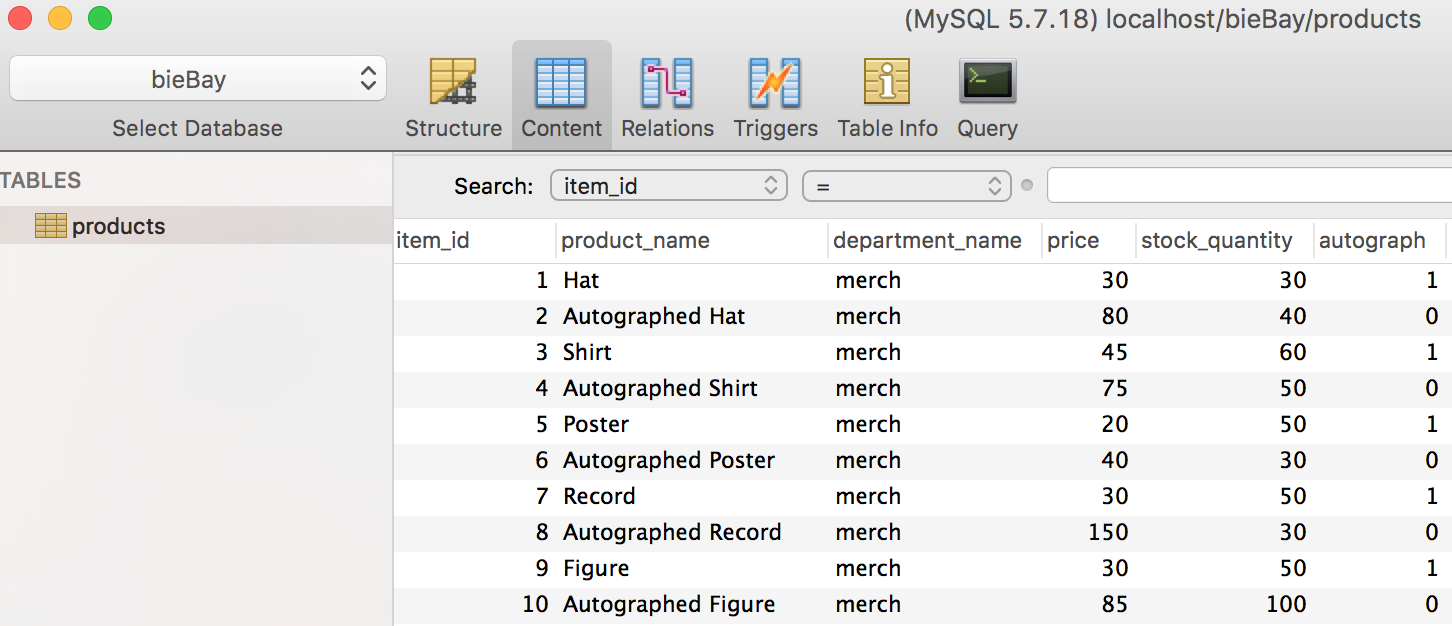 (MySQL 5.7.18) localhost/bieBay/products
bieBay
Select Database
Structure
Content
Relations
Triggers
Table Info
Query
TABLES
products
Search: item_id =
item_id product_name department_name price stock_quantity autograph
1 Hat merch 30 30 1
2 Autographed Hat merch 80 40 0
3 Shirt merch 45 60 1
4 Autographed Shirt merch 75 50 0
5 Poster merch 20 50 1
6 Autographed Poster merch 40 30 0
7 Record merch 30 50 1
8 Autographed Record merch 150 30 0
9 Figure merch 30 50 1
10 Autographed Figure merch 85 100 0